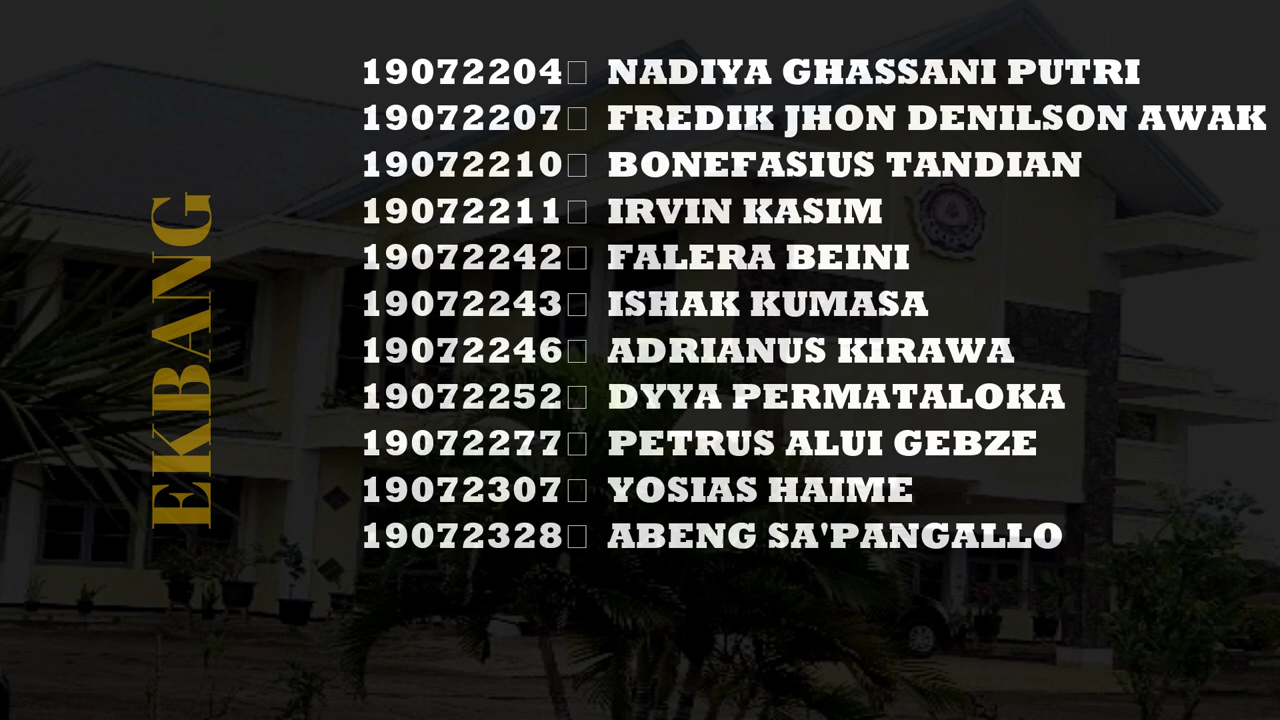 EKBANG
19072204 NADIYA GHASSANI PUTRI
19072207 FREDIK JHON DENILSON AWAK
19072210 BONEFASIUS TANDIAN
19072211 IRVIN KASIM
19072242 FALERA BEINI
19072243 ISHAK KUMASA
19072246 ADRIANUS KIRAWA
19072252 DYYA PERMATALOKA
19072277 PETRUS ALUI GEBZE
19072307 YOSIAS HAIME
19072328 ABENG SA'PANGALLO